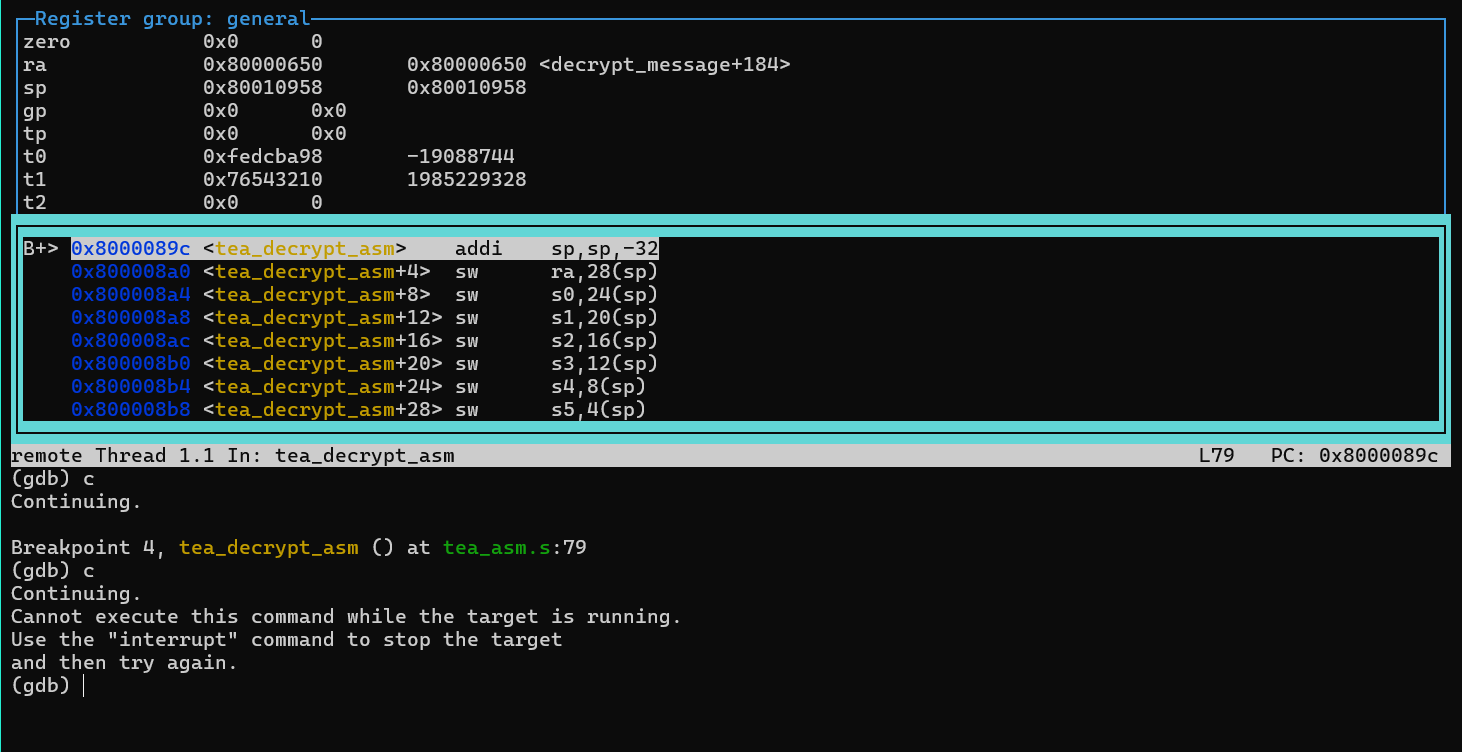 Register group: general
zero 0x0 0
ra 0x80000650 0x80000650 <decrypt_message+184>
sp 0x80010958 0x80010958
gp 0x0 0x0
tp 0x0 0x0
t0 0xfedcba98 -19088744
t1 0x76543210 1985229328
t2 0x0 0
B+> 0x8000089c <tea_decrypt_asm> addi sp,sp,-32
0x800008a0 <tea_decrypt_asm+4> sw ra,28(sp)
0x800008a4 <tea_decrypt_asm+8> sw s0,24(sp)
0x800008a8 <tea_decrypt_asm+12> sw s1,20(sp)
0x800008ac <tea_decrypt_asm+16> sw s2,16(sp)
0x800008b0 <tea_decrypt_asm+20> sw s3,12(sp)
0x800008b4 <tea_decrypt_asm+24> sw s4,8(sp)
0x800008b8 <tea_decrypt_asm+28> sw s5,4(sp)
remote Thread 1.1 In: tea_decrypt_asm L79 PC: 0x8000089c
(gdb) c
Continuing.
Breakpoint 4, tea_decrypt_asm () at tea_asm.s:79
(gdb) c
Continuing.
Cannot execute this command while the target is running.
Use the "interrupt" command to stop the target
and then try again.
(gdb)